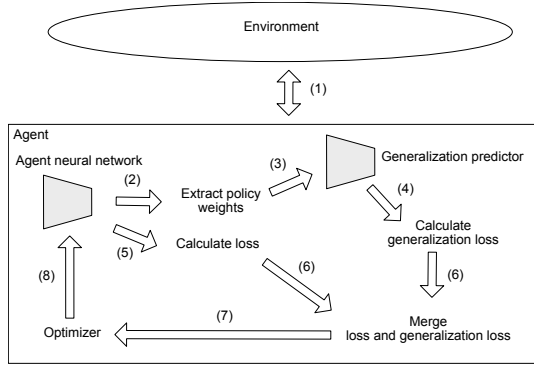 Environment
(1)
Agent
Agent neural network
(2)
Extract policy
weights
(3)
Generalization predictor
(4)
Calculate
generalization loss
(5)
Calculate loss
(6)
(6)
Merge
loss and generalization loss
(7)
Optimizer
(8)